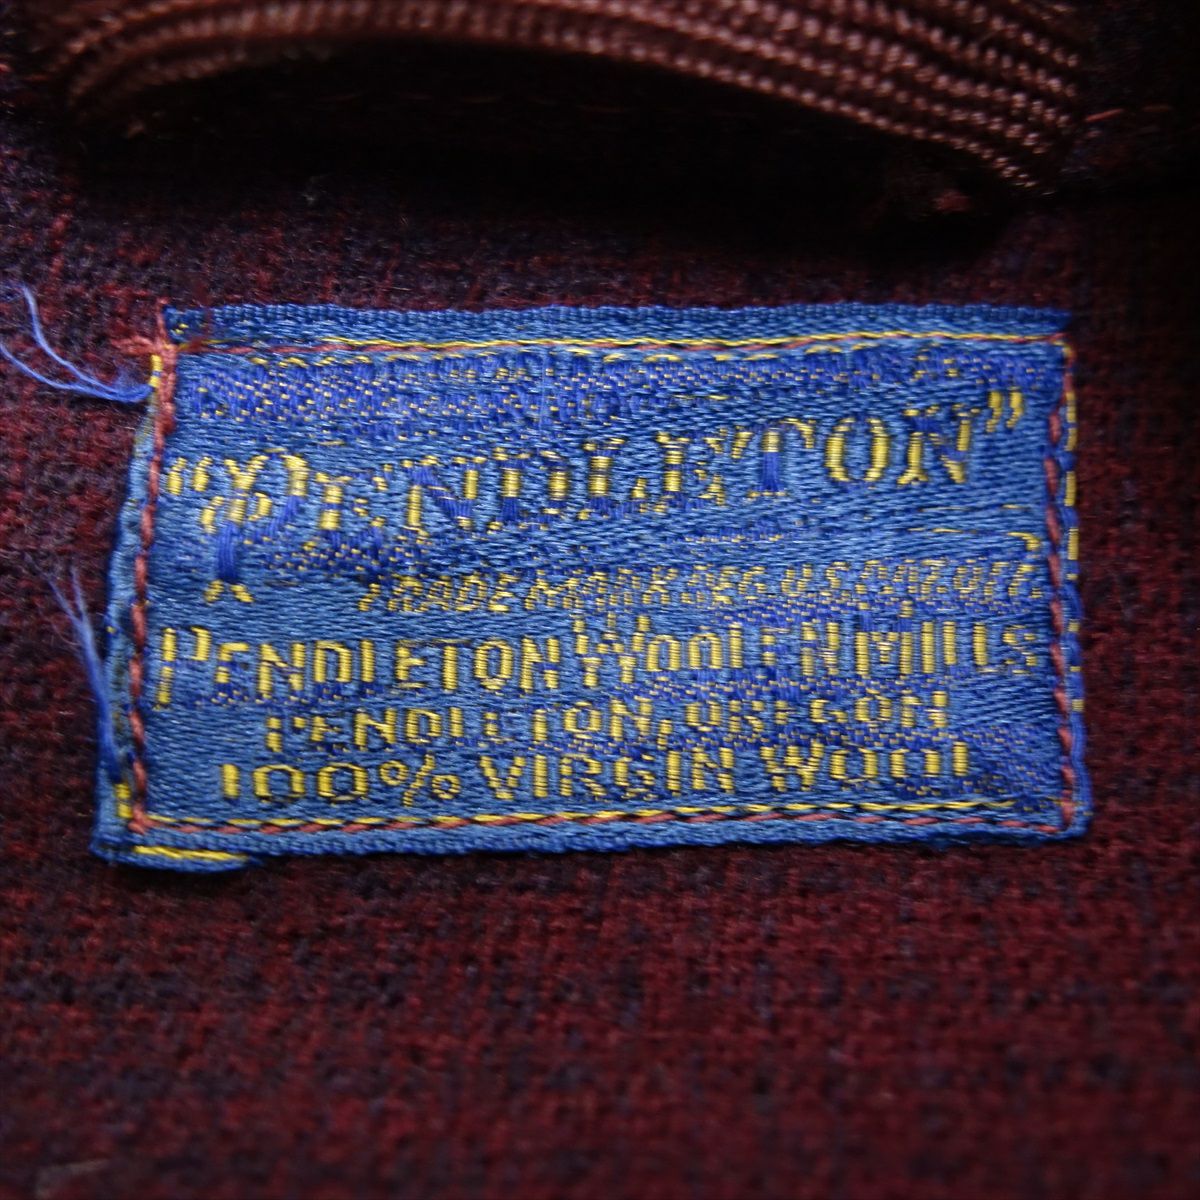 "PENDLETON"
TRADE MARK REG. U.S. PAT. OFF.
PENDLETON WOOLEN MILLS
PENDLETON, OREGON
100% VIRGIN WOOL